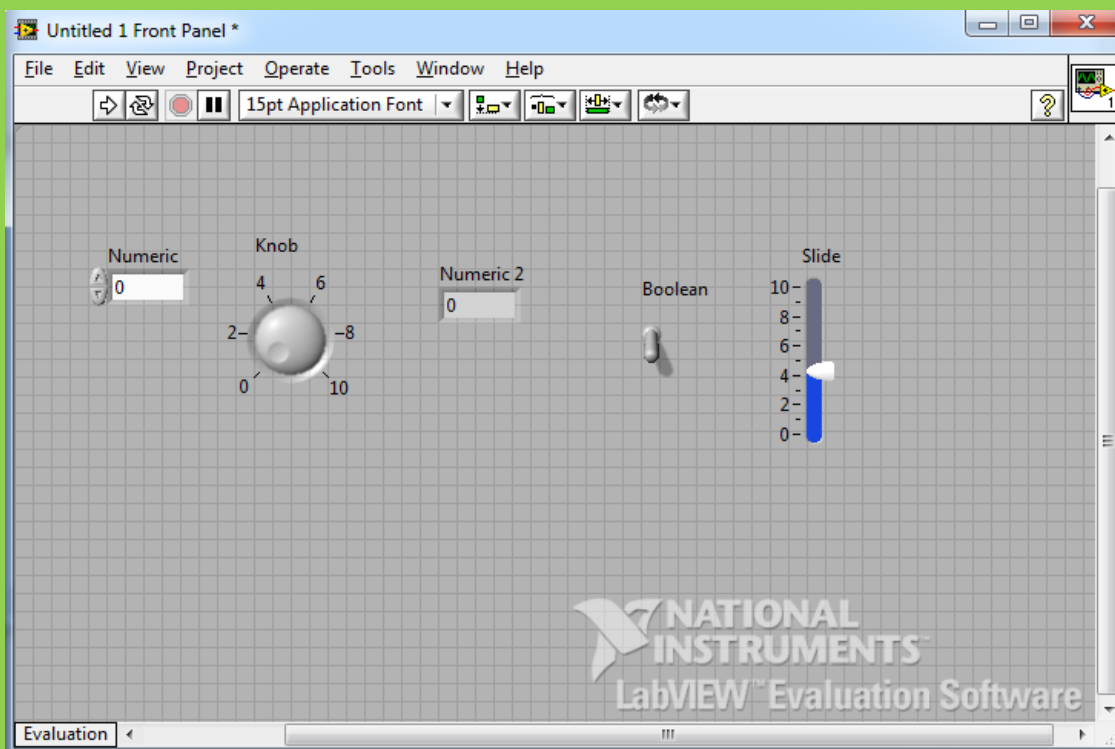 Untitled 1 Front Panel *
File Edit View Project Operate Tools Window Help
15pt Application Font
1
Numeric
0
Knob
0 2 4 6 8 10
Numeric 2
0
Boolean
Slide
10
8
6
4
2
0
NATIONAL
INSTRUMENTS™
LabVIEW™ Evaluation Software
Evaluation